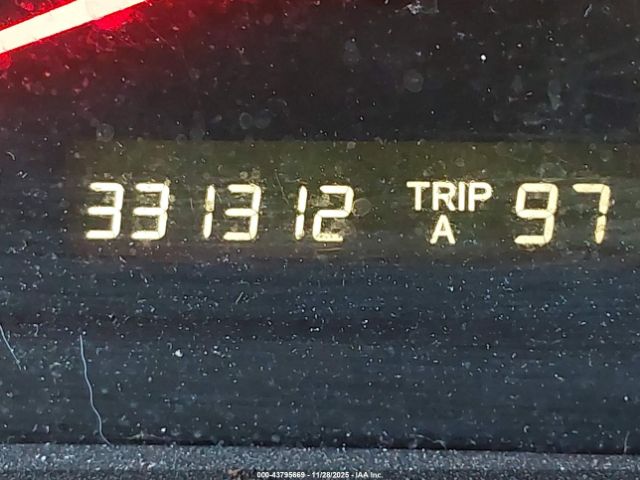 331312 TRIP A 97
000-43795669 - 11/28/2025 - IAA Inc.